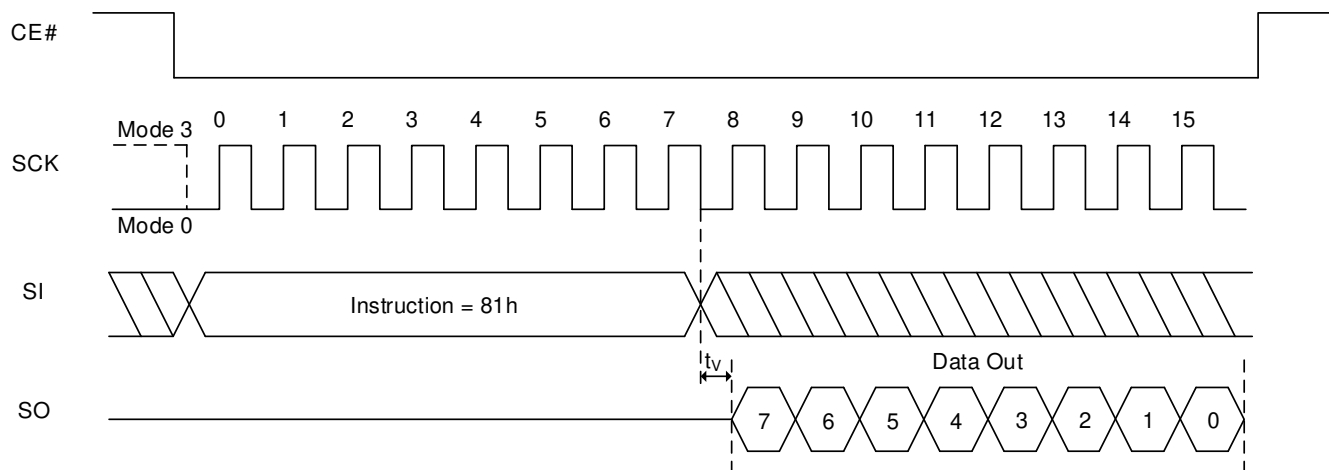 CE#
0 1 2 3 4 5 6 7 8 9 10 11 12 13 14 15
Mode 3
SCK
Mode 0
SI
Instruction = 81h
tV
Data Out
SO
7 6 5 4 3 2 1 0